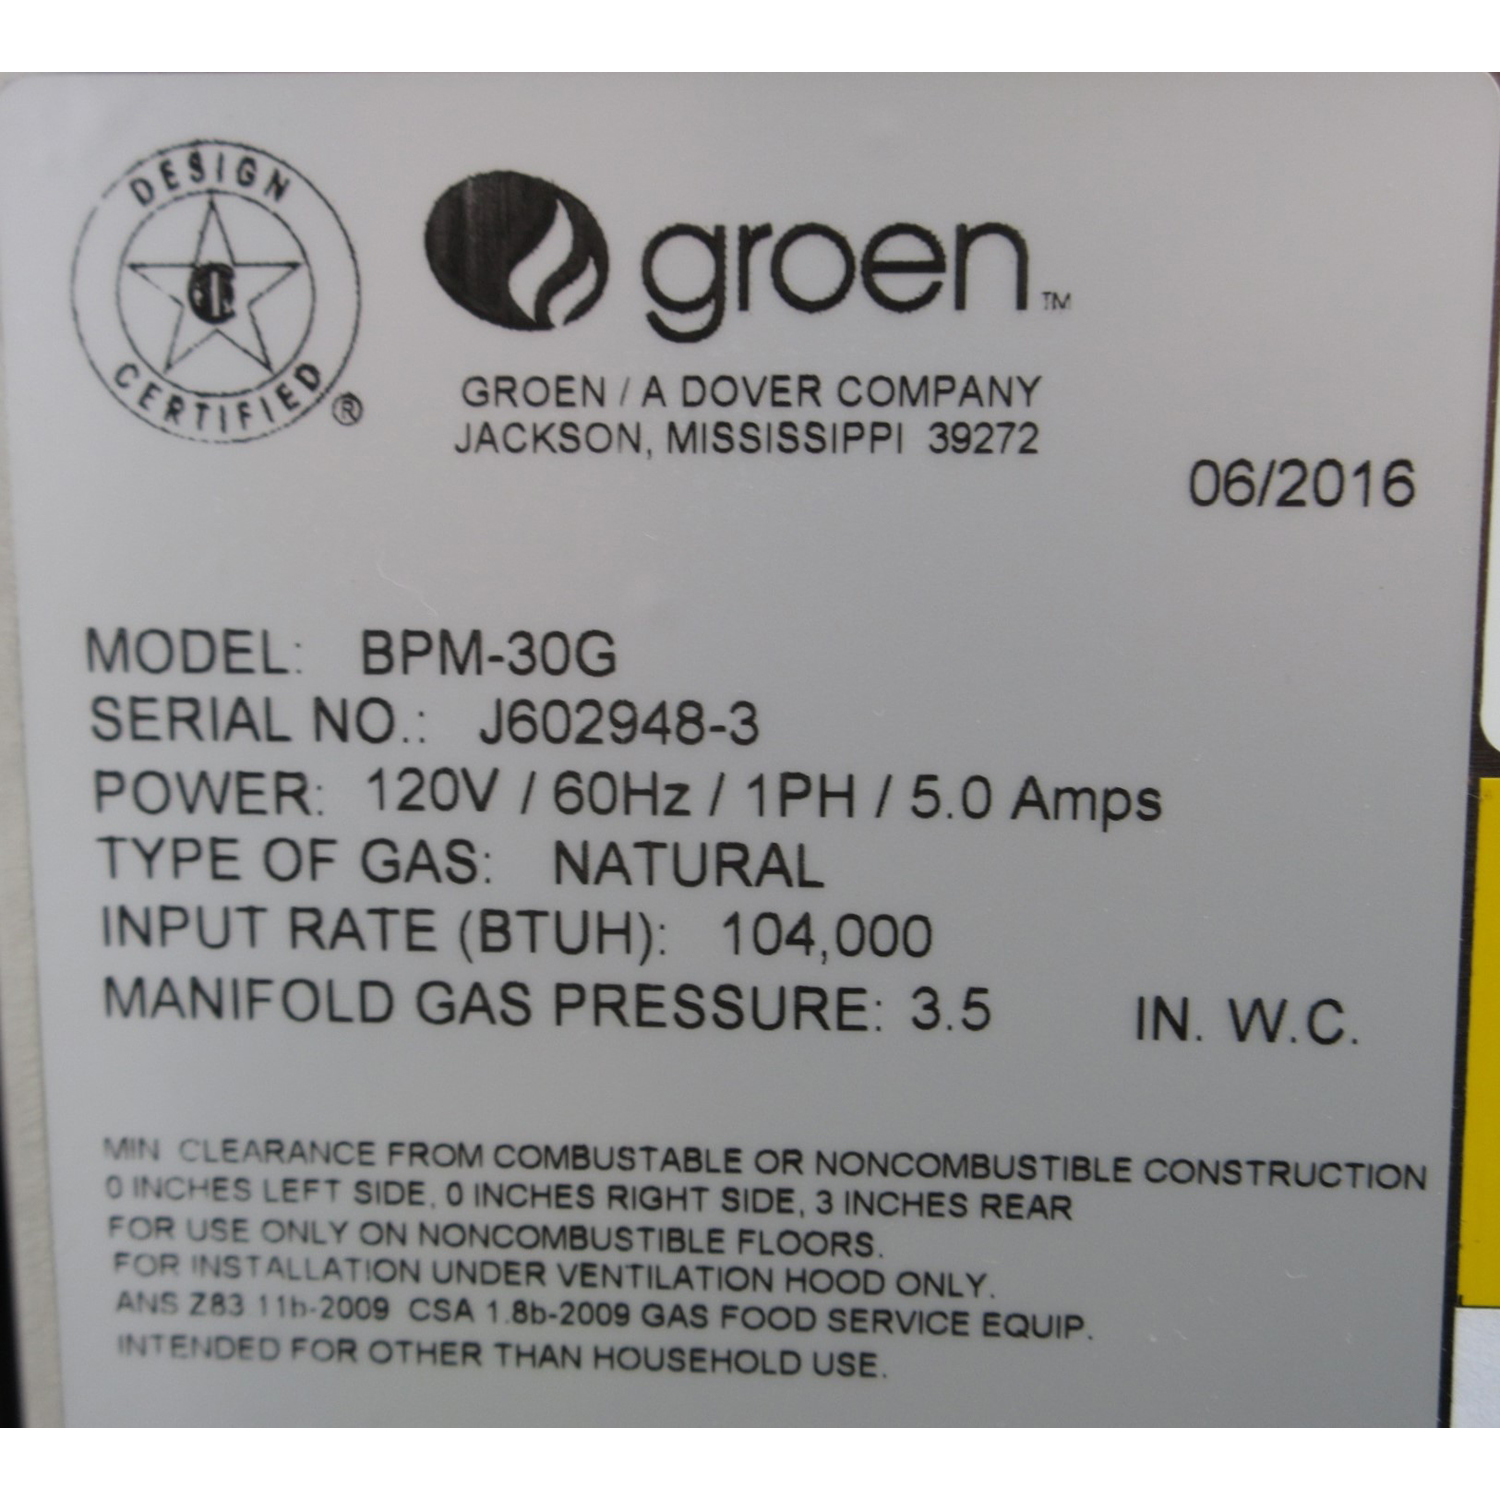 DESIGN
CERTIFIED ®
groen ™
GROEN / A DOVER COMPANY
JACKSON, MISSISSIPPI 39272
06/2016
MODEL: BPM-30G
SERIAL NO.: J602948-3
POWER: 120V / 60Hz / 1PH / 5.0 Amps
TYPE OF GAS: NATURAL
INPUT RATE (BTUH): 104,000
MANIFOLD GAS PRESSURE: 3.5 IN. W.C.
MIN CLEARANCE FROM COMBUSTABLE OR NONCOMBUSTIBLE CONSTRUCTION
0 INCHES LEFT SIDE, 0 INCHES RIGHT SIDE, 3 INCHES REAR
FOR USE ONLY ON NONCOMBUSTIBLE FLOORS.
FOR INSTALLATION UNDER VENTILATION HOOD ONLY.
ANS Z83 11b-2009 CSA 1.8b-2009 GAS FOOD SERVICE EQUIP.
INTENDED FOR OTHER THAN HOUSEHOLD USE.